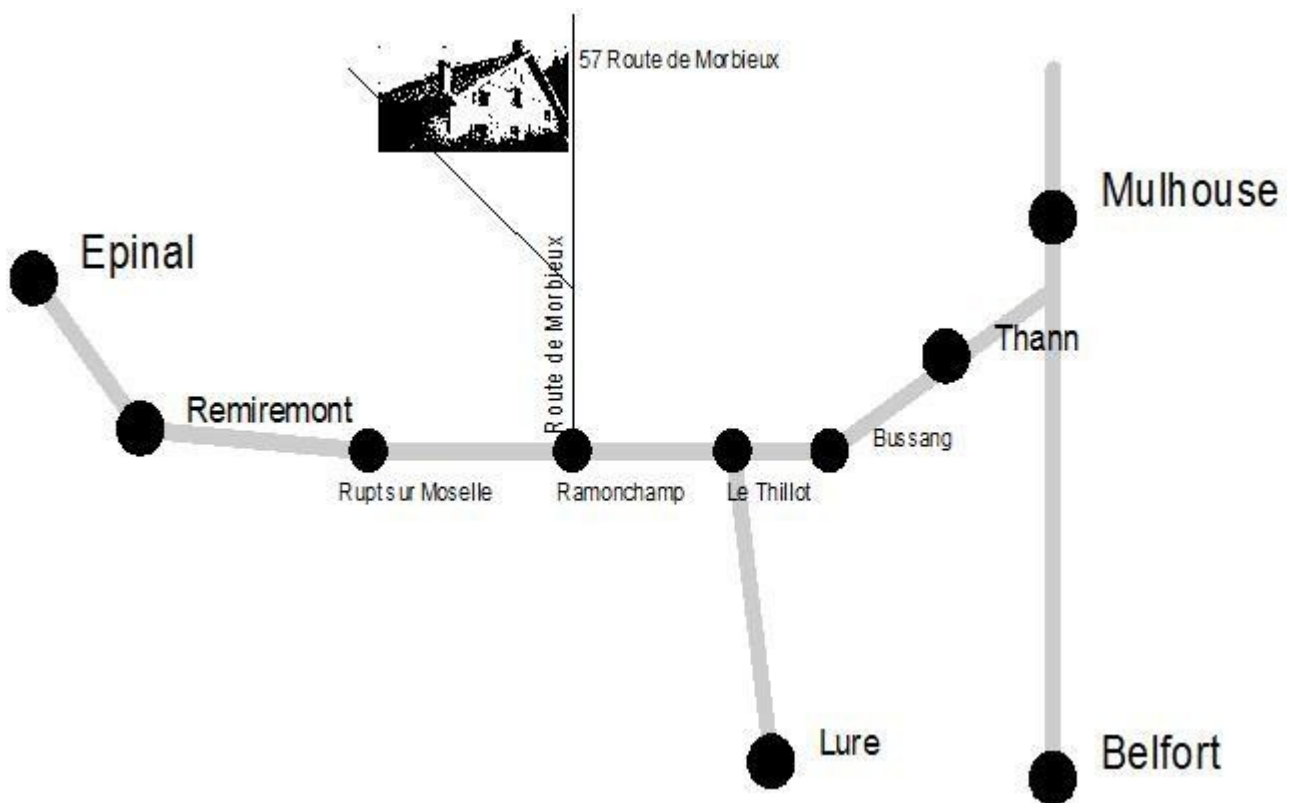 57 Route de Morbieux
Mulhouse
Epinal
Route de Morbieux
Thann
Remiremont
Bussang
Rupt sur Moselle
Ramonchamp
Le Thillot
Lure
Belfort